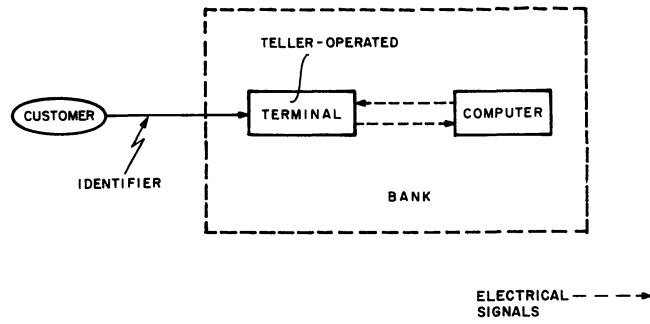 TELLER-OPERATED
CUSTOMER
TERMINAL
COMPUTER
IDENTIFIER
BANK
ELECTRICAL
SIGNALS